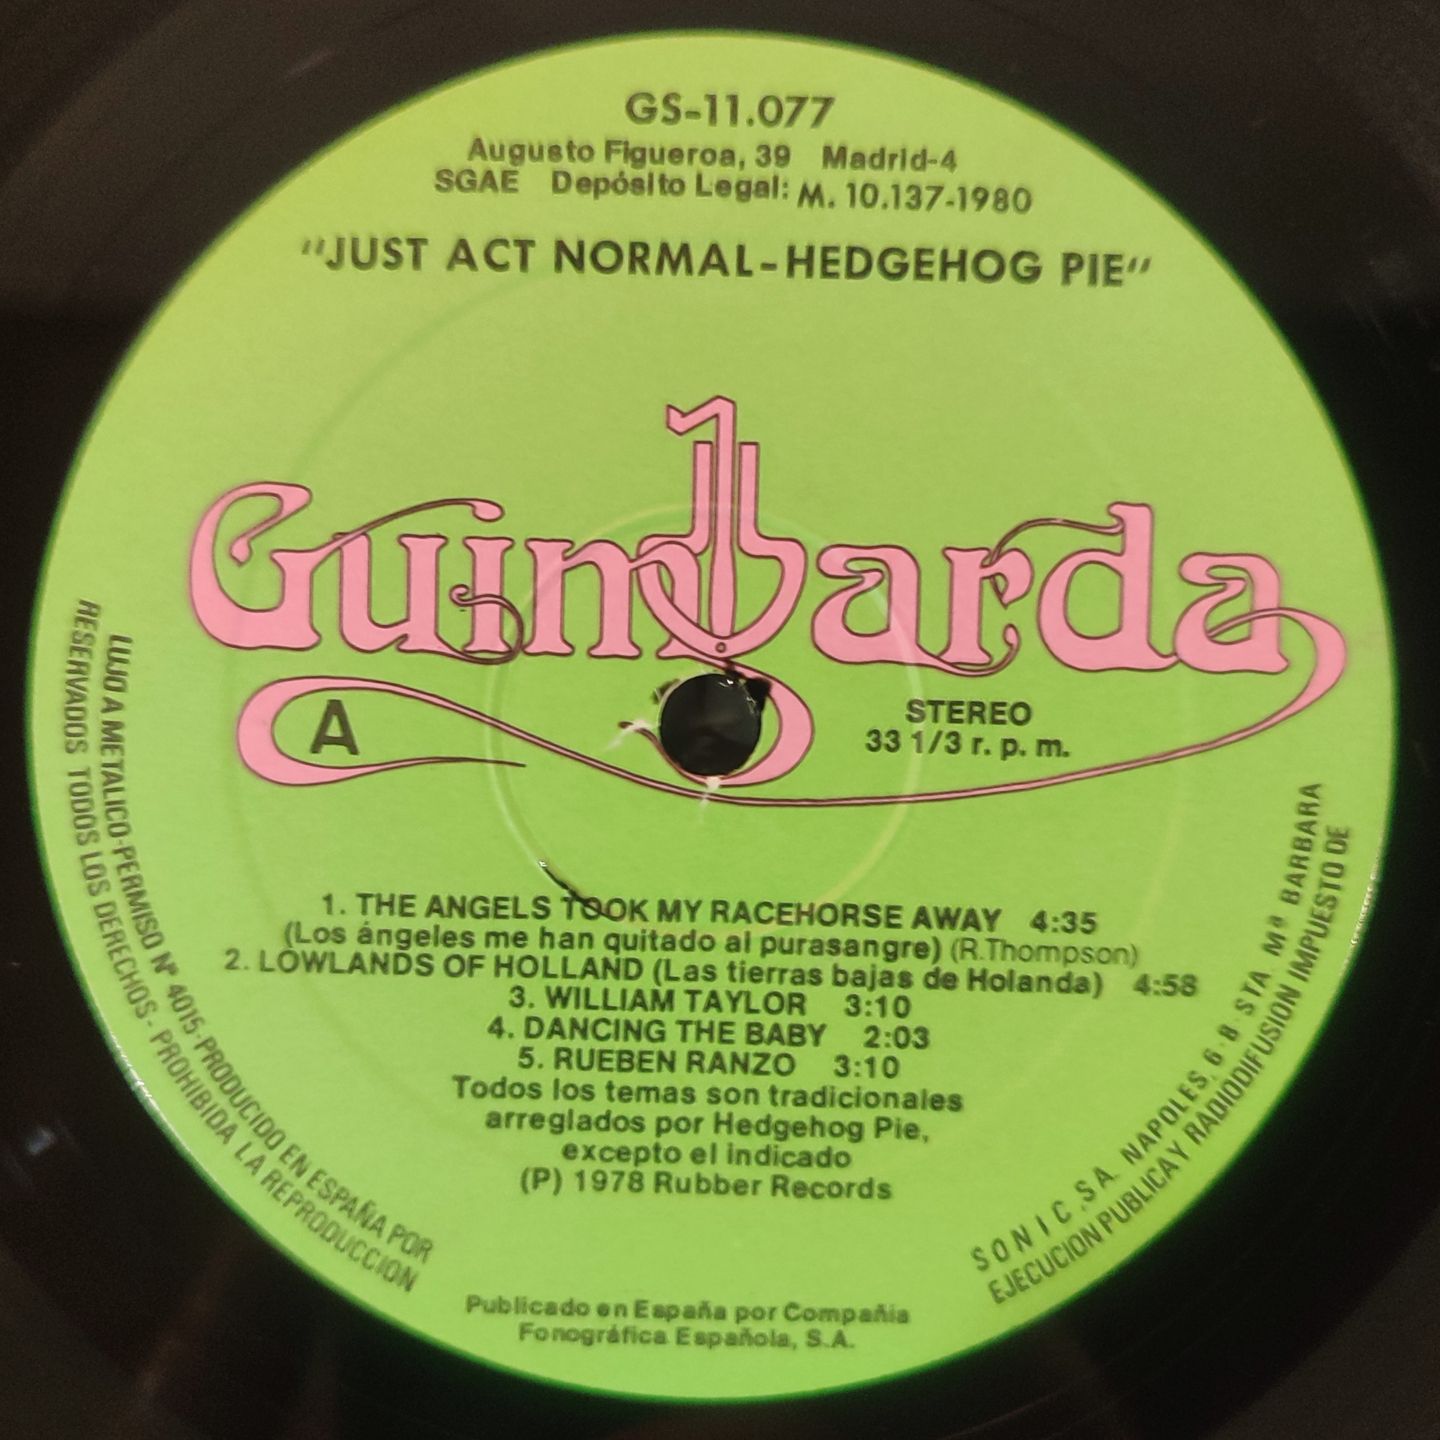 GS-11.077
Augusto Figueroa, 39 Madrid-4
SGAE Depósito Legal: M. 10.137-1980
"JUST ACT NORMAL-HEDGEHOG PIE"
Guimbarda
A
STEREO
33 1/3 r. p. m.
1. THE ANGELS TOOK MY RACEHORSE AWAY 4:35
(Los ángeles me han quitado al purasangre) (R.Thompson)
2. LOWLANDS OF HOLLAND (Las tierras bajas de Holanda) 4:58
3. WILLIAM TAYLOR 3:10
4. DANCING THE BABY 2:03
5. RUEBEN RANZO 3:10
Todos los temas son tradicionales
arreglados por Hedgehog Pie,
excepto el indicado
(P) 1978 Rubber Records
LUJO A METALICO-PERMISO Nº 4015-PRODUCIDO EN ESPAÑA POR
SONIC,SA. NAPOLES, 6-8 STA Mª BARBARA
RESERVADOS TODOS LOS DERECHOS - PROHIBIDA LA REPRODUCCION
EJECUCION PUBLICA Y RADIODIFUSION IMPUESTO DE
Publicado en España por Compañia
Fonográfica Española, S.A.